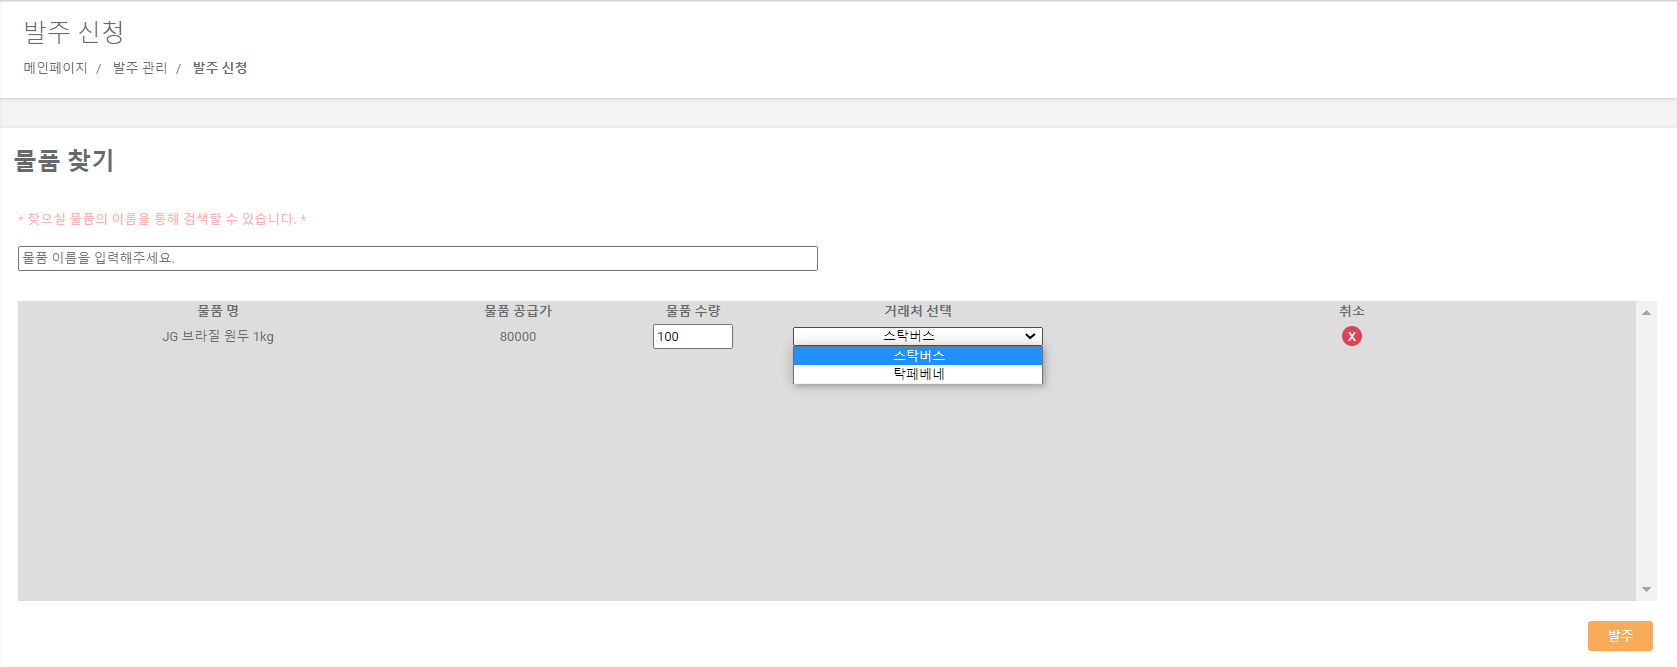 발주 신청
메인페이지 / 발주 관리 / 발주 신청
물품 찾기
* 찾으실 물품의 이름을 통해 검색할 수 있습니다. *
물품 이름을 입력해주세요.
물품 명 물품 공급가 물품 수량 거래처 선택 취소
JG 브라질 원두 1kg 80000 100 스탁버스 X
스탁버스
탁페베네
발주